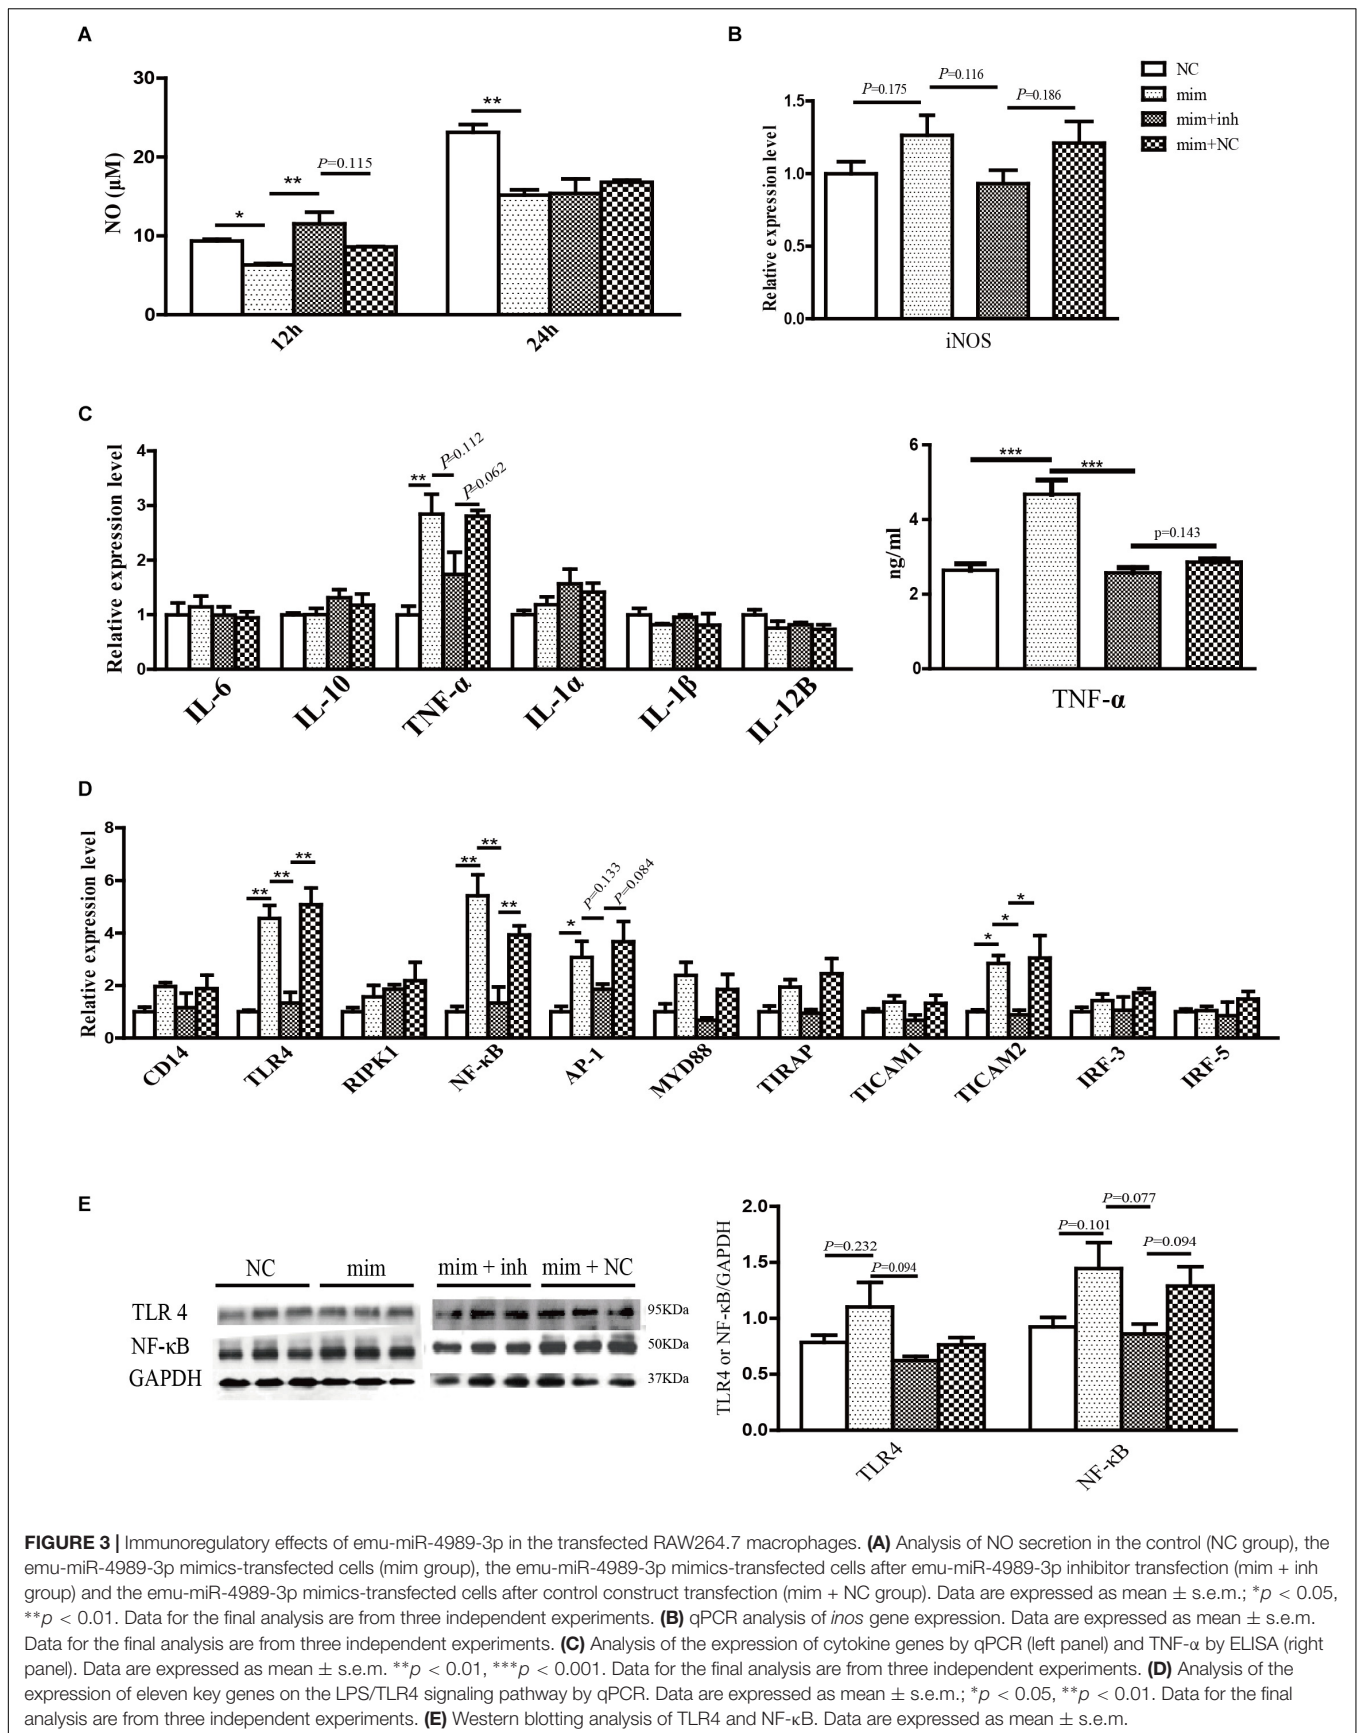 A
30
20
10
0
NO (μM)
*
**
P=0.115
**
12h
24h
B
1.5
1.0
0.5
0.0
Relative expression level
P=0.175
P=0.116
P=0.186
iNOS
NC
mim
mim+inh
mim+NC
C
4
3
2
1
0
Relative expression level
**
P=0.112
P=0.062
IL-6
IL-10
TNF-α
IL-1α
IL-1β
IL-12B
6
4
2
0
ng/ml
***
***
p=0.143
TNF-α
D
8
6
4
2
0
Relative expression level
**
**
**
**
**
**
*
P=0.133
P=0.084
*
*
*
CD14
TLR4
RIPK1
NF-κB
AP-1
MYD88
TIRAP
TICAM1
TICAM2
IRF-3
IRF-5
E
NC mim mim + inh mim + NC
TLR 4 95KDa
NF-κB 50KDa
GAPDH 37KDa
2.0
1.5
1.0
0.5
0.0
TLR4 or NF-κB/GAPDH
P=0.232
P=0.094
P=0.101
P=0.077
P=0.094
TLR4
NF-κB
FIGURE 3 | Immunoregulatory effects of emu-miR-4989-3p in the transfected RAW264.7 macrophages. (A) Analysis of NO secretion in the control (NC group), the
emu-miR-4989-3p mimics-transfected cells (mim group), the emu-miR-4989-3p mimics-transfected cells after emu-miR-4989-3p inhibitor transfection (mim + inh
group) and the emu-miR-4989-3p mimics-transfected cells after control construct transfection (mim + NC group). Data are expressed as mean ± s.e.m.; *p < 0.05,
**p < 0.01. Data for the final analysis are from three independent experiments. (B) qPCR analysis of inos gene expression. Data are expressed as mean ± s.e.m.
Data for the final analysis are from three independent experiments. (C) Analysis of the expression of cytokine genes by qPCR (left panel) and TNF-α by ELISA (right
panel). Data are expressed as mean ± s.e.m. **p < 0.01, ***p < 0.001. Data for the final analysis are from three independent experiments. (D) Analysis of the
expression of eleven key genes on the LPS/TLR4 signaling pathway by qPCR. Data are expressed as mean ± s.e.m.; *p < 0.05, **p < 0.01. Data for the final
analysis are from three independent experiments. (E) Western blotting analysis of TLR4 and NF-κB. Data are expressed as mean ± s.e.m.